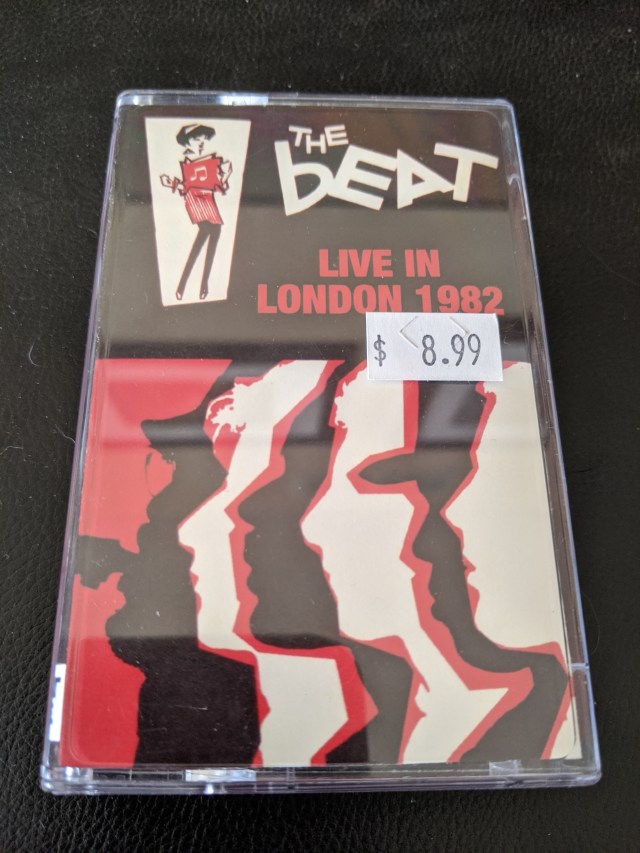 THE
bEAT
LIVE IN
LONDON 1982
$ 8.99